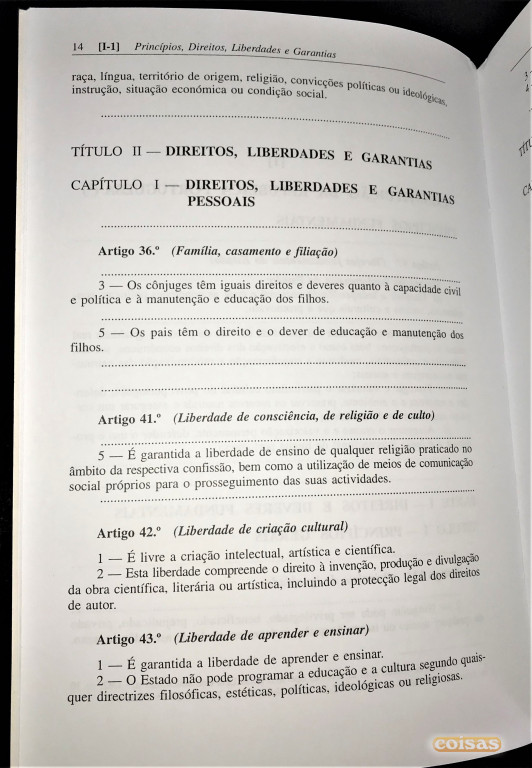 14 [I-1] Princípios, Direitos, Liberdades e Garantias
raça, língua, território de origem, religião, convicções políticas ou ideológicas,
instrução, situação económica ou condição social.
TÍTULO II — DIREITOS, LIBERDADES E GARANTIAS
CAPÍTULO I — DIREITOS, LIBERDADES E GARANTIAS
PESSOAIS
Artigo 36.º (Família, casamento e filiação)
3 — Os cônjuges têm iguais direitos e deveres quanto à capacidade civil
e política e à manutenção e educação dos filhos.
5 — Os pais têm o direito e o dever de educação e manutenção dos
filhos.
Artigo 41.º (Liberdade de consciência, de religião e de culto)
5 — É garantida a liberdade de ensino de qualquer religião praticado no
âmbito da respectiva confissão, bem como a utilização de meios de comunicação
social próprios para o prosseguimento das suas actividades.
Artigo 42.º (Liberdade de criação cultural)
1 — É livre a criação intelectual, artística e científica.
2 — Esta liberdade compreende o direito à invenção, produção e divulgação
da obra científica, literária ou artística, incluindo a protecção legal dos direitos
de autor.
Artigo 43.º (Liberdade de aprender e ensinar)
1 — É garantida a liberdade de aprender e ensinar.
2 — O Estado não pode programar a educação e a cultura segundo quais-
quer directrizes filosóficas, estéticas, políticas, ideológicas ou religiosas.
coisas